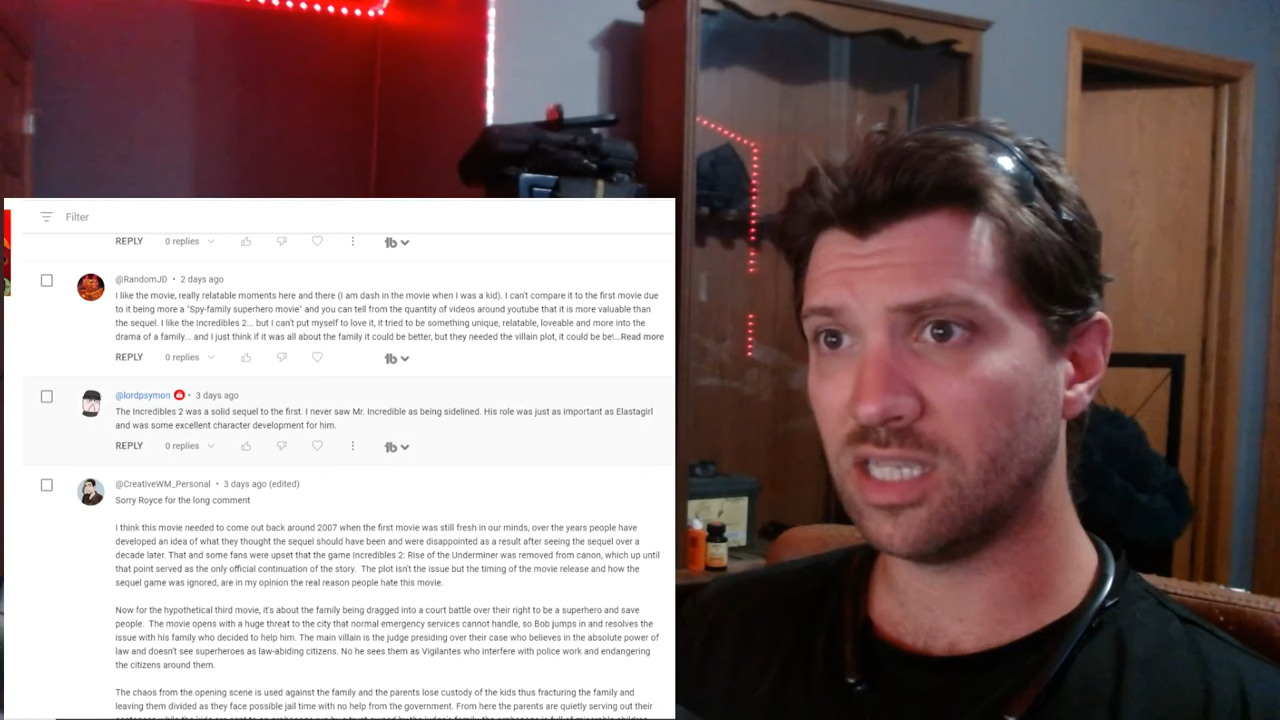 Filter
REPLY 0 replies
@RandomJD • 2 days ago
I like the movie, really relatable moments here and there (I am dash in the movie when I was a kid). I can't compare it to the first movie due
to it being more a "Spy-family superhero movie" and you can tell from the quantity of videos around youtube that it is more valuable than
the sequel. I like the Incredibles 2... but I can't put myself to love it, it tried to be something unique, relatable, loveable and more into the
drama of a family... and I just think if it was all about the family it could be better, but they needed the villain plot, it could be be!...Read more
REPLY 0 replies
@lordpsymon • 3 days ago
The Incredibles 2 was a solid sequel to the first. I never saw Mr. Incredible as being sidelined. His role was just as important as Elastagirl
and was some excellent character development for him.
REPLY 0 replies
@CreativeWM_Personal • 3 days ago (edited)
Sorry Royce for the long comment
I think this movie needed to come out back around 2007 when the first movie was still fresh in our minds, over the years people have
developed an idea of what they thought the sequel should have been and were disappointed as a result after seeing the sequel over a
decade later. That and some fans were upset that the game Incredibles 2: Rise of the Underminer was removed from canon, which up until
that point served as the only official continuation of the story. The plot isn't the issue but the timing of the movie release and how the
sequel game was ignored, are in my opinion the real reason people hate this movie.
Now for the hypothetical third movie, it's about the family being dragged into a court battle over their right to be a superhero and save
people. The movie opens with a huge threat to the city that normal emergency services cannot handle, so Bob jumps in and resolves the
issue with his family who decided to help him. The main villain is the judge presiding over their case who believes in the absolute power of
law and doesn't see superheroes as law-abiding citizens. No he sees them as Vigilantes who interfere with police work and endangering
the citizens around them.
The chaos from the opening scene is used against the family and the parents lose custody of the kids thus fracturing the family and
leaving them divided as they face possible jail time with no help from the government. From here the parents are quietly serving out their